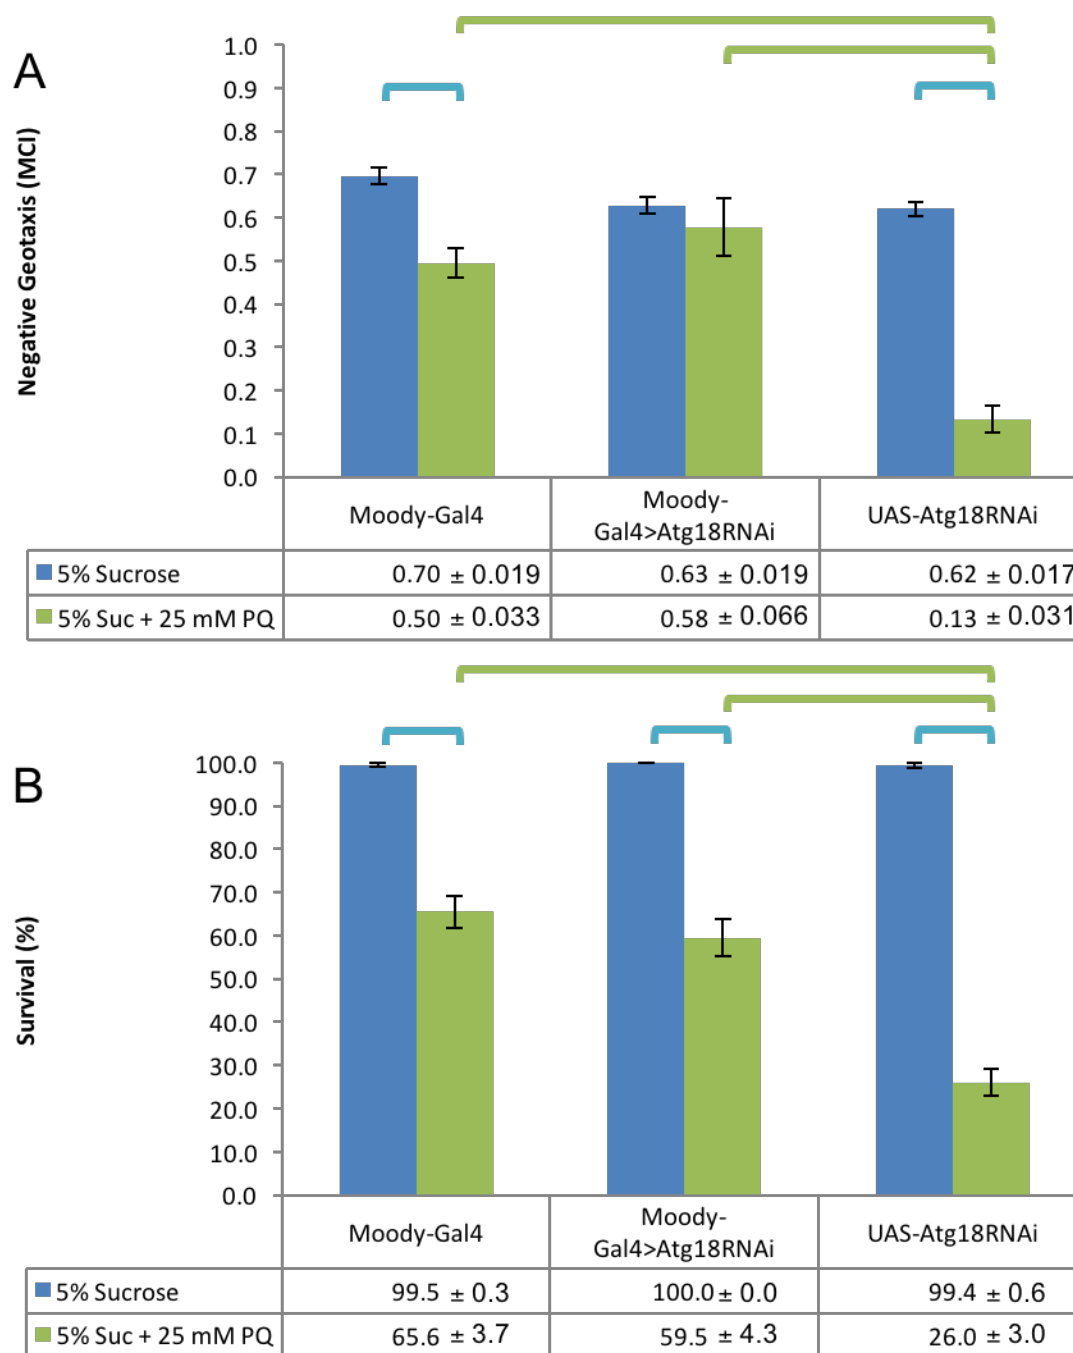 A
Negative Geotaxis (MCI)
1.0
0.9
0.8
0.7
0.6
0.5
0.4
0.3
0.2
0.1
0.0
Moody-Gal4
Moody-
Gal4>Atg18RNAi
UAS-Atg18RNAi
5% Sucrose 0.70 ± 0.019 0.63 ± 0.019 0.62 ± 0.017
5% Suc + 25 mM PQ 0.50 ± 0.033 0.58 ± 0.066 0.13 ± 0.031
B
Survival (%)
100.0
90.0
80.0
70.0
60.0
50.0
40.0
30.0
20.0
10.0
0.0
Moody-Gal4
Moody-
Gal4>Atg18RNAi
UAS-Atg18RNAi
5% Sucrose 99.5 ± 0.3 100.0 ± 0.0 99.4 ± 0.6
5% Suc + 25 mM PQ 65.6 ± 3.7 59.5 ± 4.3 26.0 ± 3.0